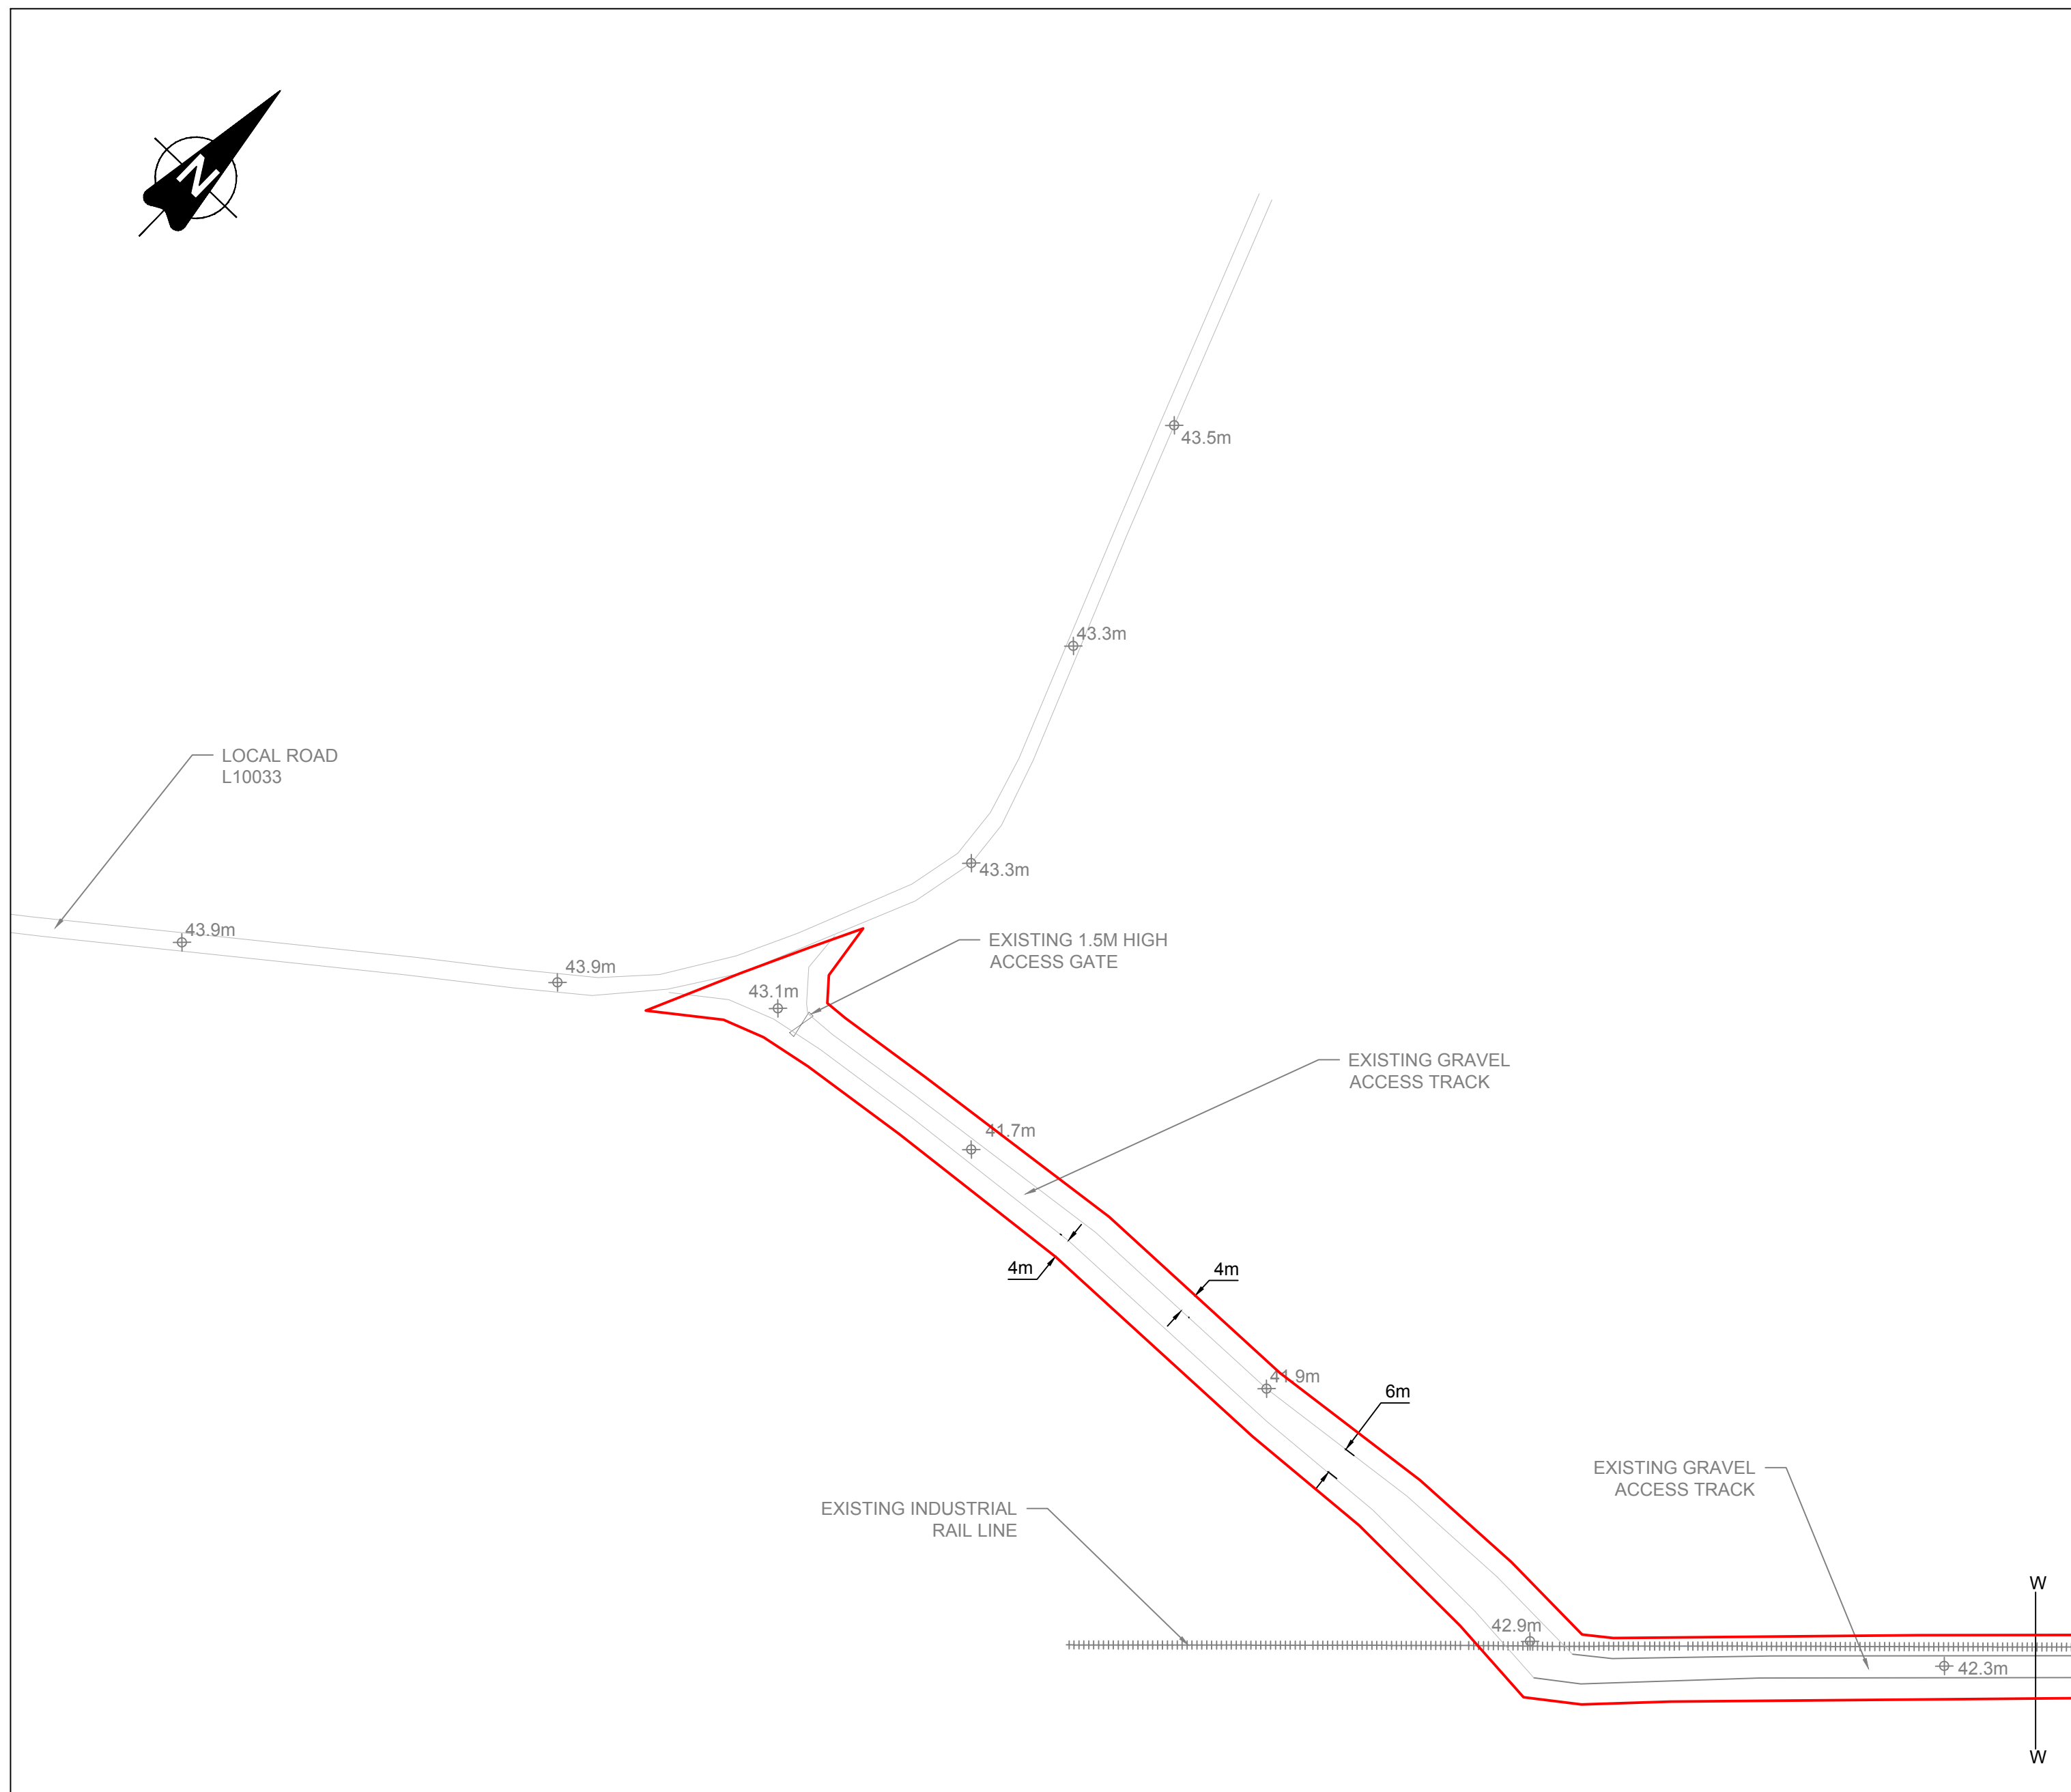 N
43.5m
43.3m
LOCAL ROAD
L10033
43.3m
43.9m
EXISTING 1.5M HIGH
ACCESS GATE
43.9m
43.1m
EXISTING GRAVEL
ACCESS TRACK
41.7m
4m
4m
41.9m
6m
EXISTING GRAVEL
ACCESS TRACK
EXISTING INDUSTRIAL
RAIL LINE
W
42.9m
42.3m
W